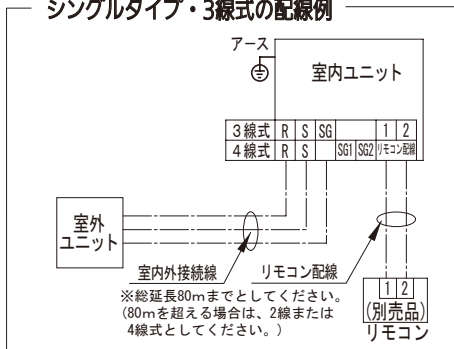 シングルタイプ・3線式の配線例
アース
室内ユニット
3線式 R S SG 1 2
4線式 R S SG1 SG2 リモコン配線
室外
ユニット
室内外接続線
リモコン配線
※総延長80mまでとしてください。
(80mを超える場合は、2線または
4線式としてください。)
1 2
(別売品)
リモコン